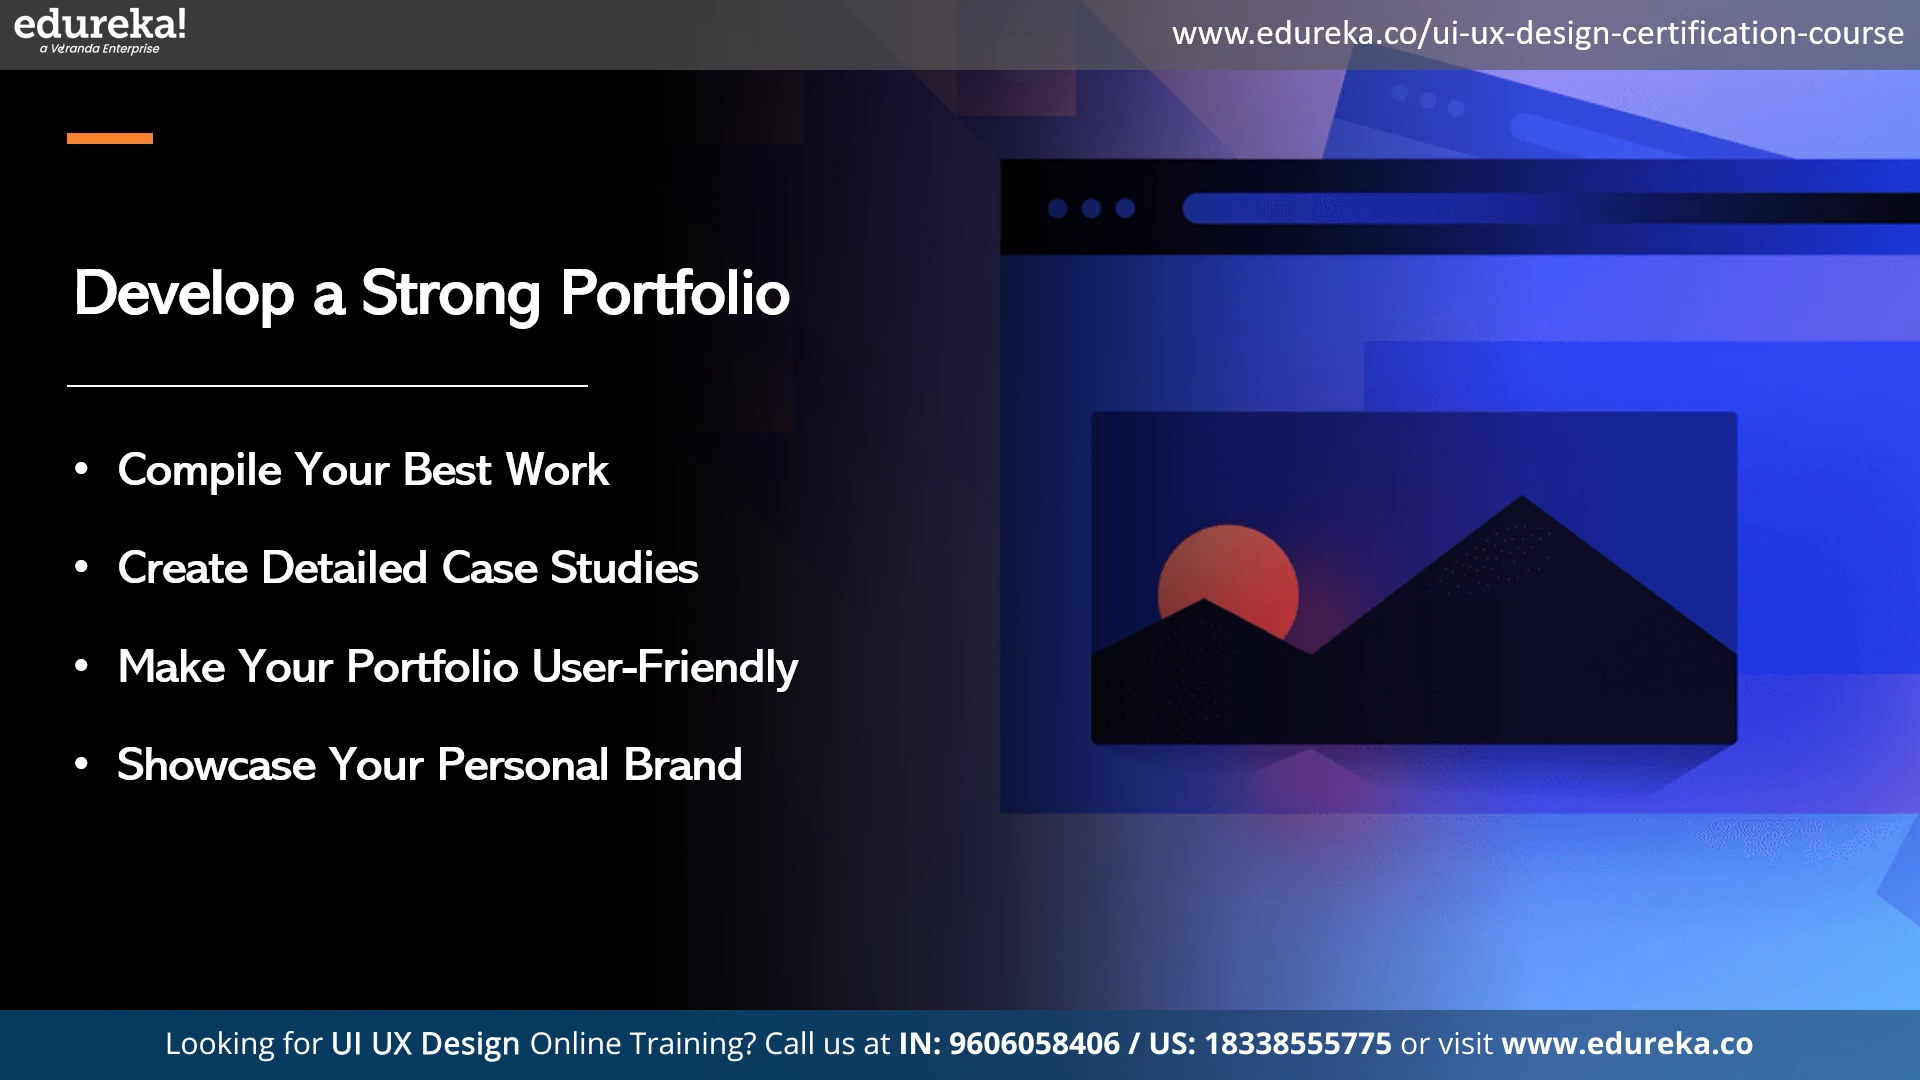 edureka!
a Veranda Enterprise
www.edureka.co/ui-ux-design-certification-course
Develop a Strong Portfolio
• Compile Your Best Work
• Create Detailed Case Studies
• Make Your Portfolio User-Friendly
• Showcase Your Personal Brand
Looking for UI UX Design Online Training? Call us at IN: 9606058406 / US: 18338555775 or visit www.edureka.co